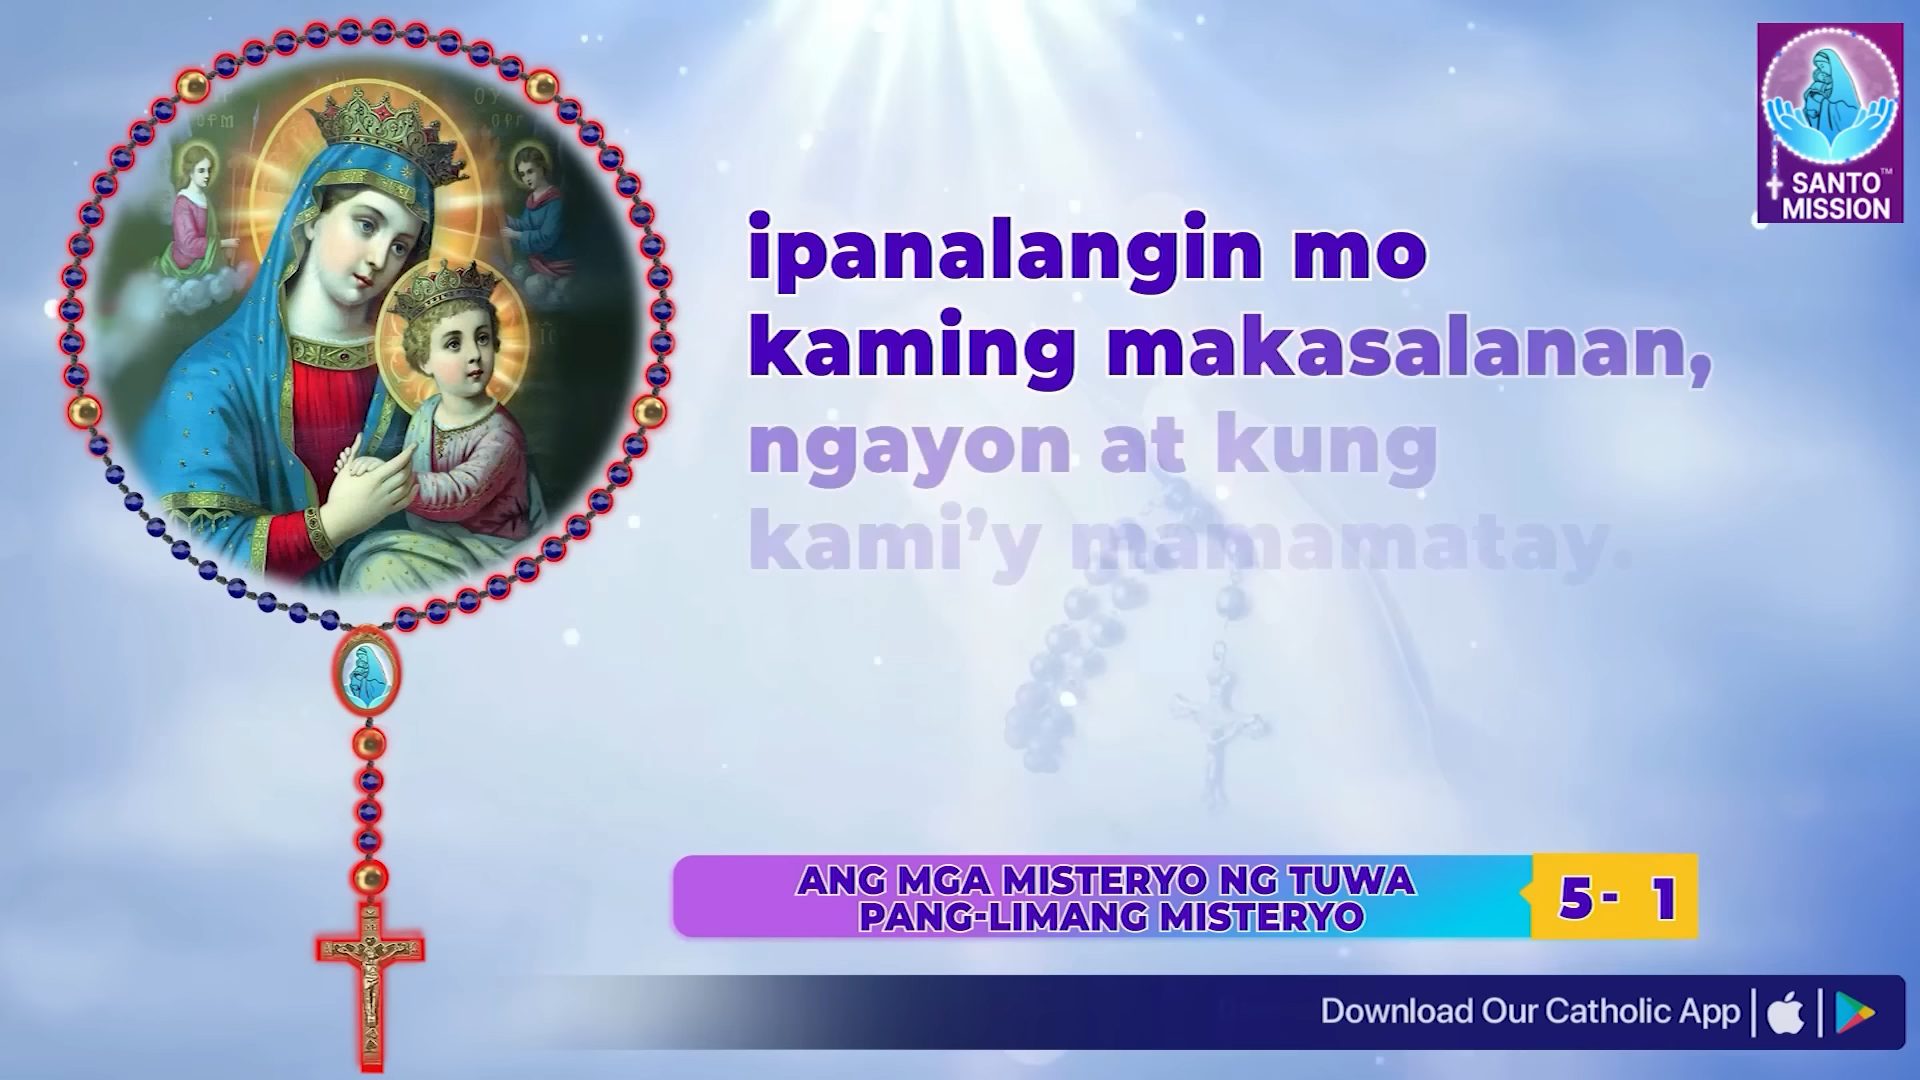 SANTO™
MISSION
ipanalangin mo
kaming makasalanan,
ngayon at kung
kami’y mamamatay.
ANG MGA MISTERYO NG TUWA
PANG-LIMANG MISTERYO
5- 1
Download Our Catholic App